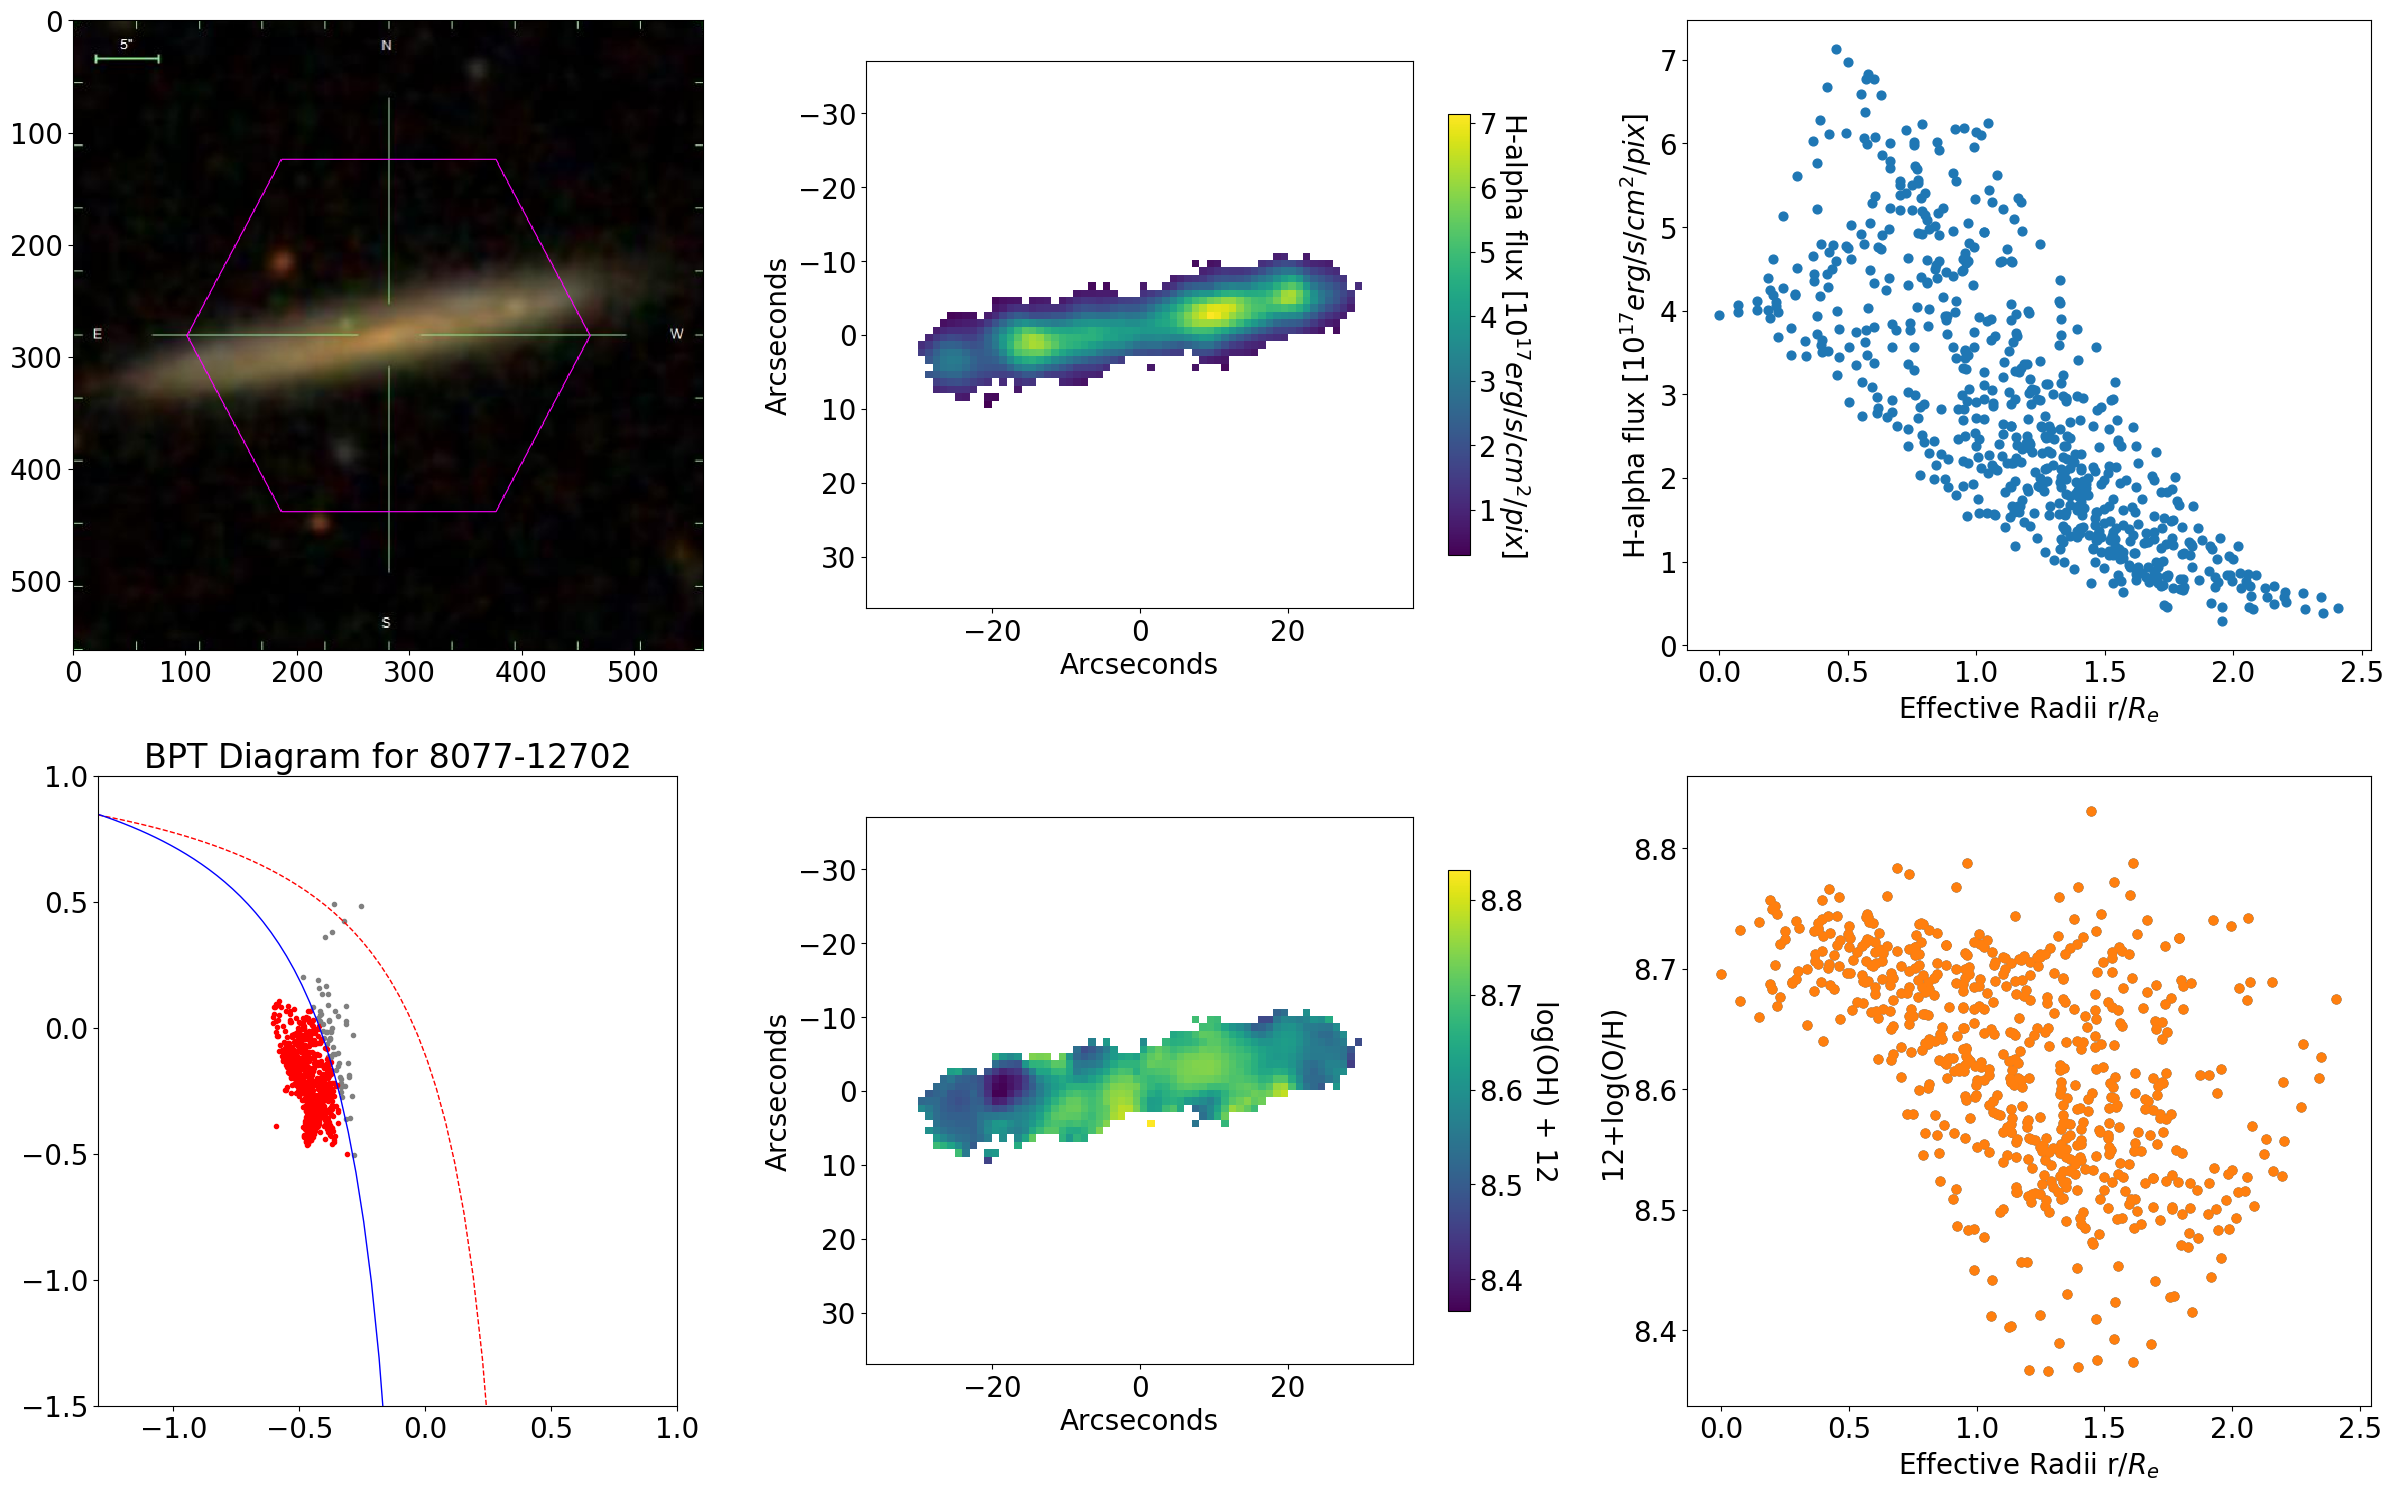 0
100
200
300
400
500
0 100 200 300 400 500
5"
N
E
W
S
−30
−20
−10
0
10
20
30
Arcseconds
−20 0 20
Arcseconds
7
6
5
4
3
2
1
H-alpha flux [10^17 erg/s/cm^2/pix]
7
6
5
4
3
2
1
0
H-alpha flux [10^17 erg/s/cm^2/pix]
0.0 0.5 1.0 1.5 2.0 2.5
Effective Radii r/R_e
BPT Diagram for 8077-12702
1.0
0.5
0.0
−0.5
−1.0
−1.5
−1.0 −0.5 0.0 0.5 1.0
−30
−20
−10
0
10
20
30
Arcseconds
−20 0 20
Arcseconds
8.8
8.7
8.6
8.5
8.4
log(OH) + 12
8.8
8.7
8.6
8.5
8.4
12+log(O/H)
0.0 0.5 1.0 1.5 2.0 2.5
Effective Radii r/R_e